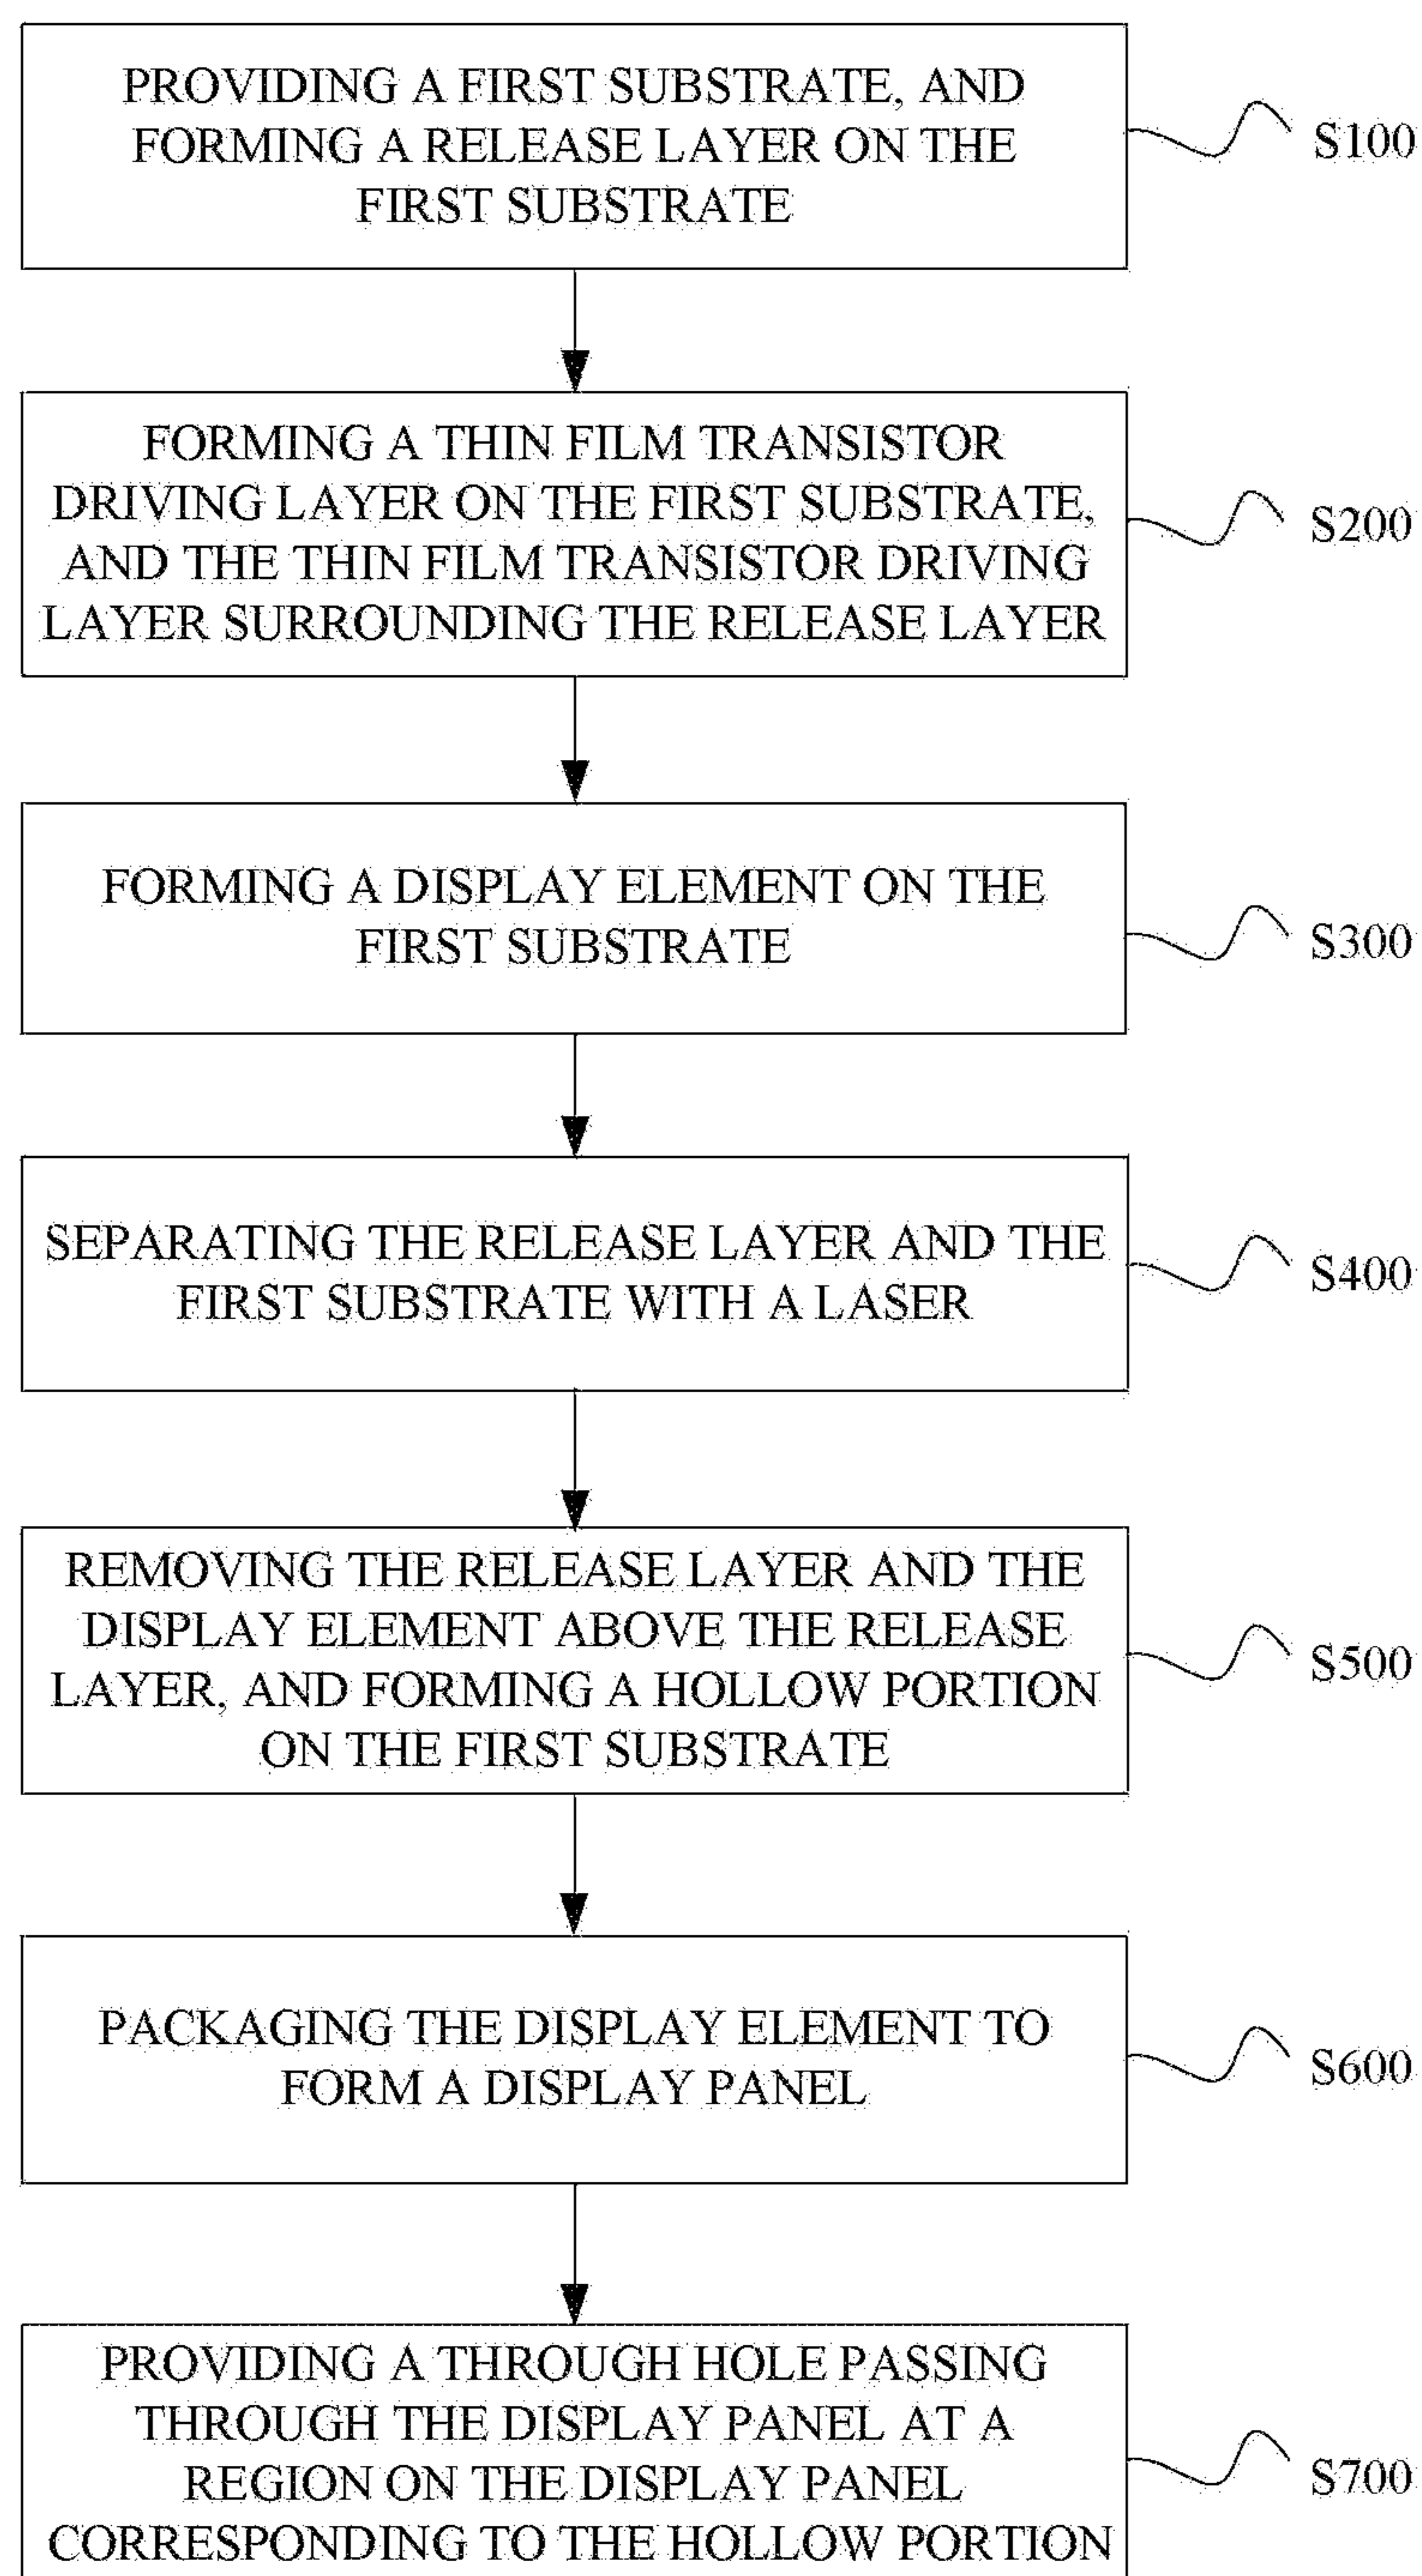 PROVIDING A FIRST SUBSTRATE, AND
FORMING A RELEASE LAYER ON THE
FIRST SUBSTRATE
S100
FORMING A THIN FILM TRANSISTOR
DRIVING LAYER ON THE FIRST SUBSTRATE,
AND THE THIN FILM TRANSISTOR DRIVING
LAYER SURROUNDING THE RELEASE LAYER
S200
FORMING A DISPLAY ELEMENT ON THE
FIRST SUBSTRATE
S300
SEPARATING THE RELEASE LAYER AND THE
FIRST SUBSTRATE WITH A LASER
S400
REMOVING THE RELEASE LAYER AND THE
DISPLAY ELEMENT ABOVE THE RELEASE
LAYER, AND FORMING A HOLLOW PORTION
ON THE FIRST SUBSTRATE
S500
PACKAGING THE DISPLAY ELEMENT TO
FORM A DISPLAY PANEL
S600
PROVIDING A THROUGH HOLE PASSING
THROUGH THE DISPLAY PANEL AT A
REGION ON THE DISPLAY PANEL
CORRESPONDING TO THE HOLLOW PORTION
S700